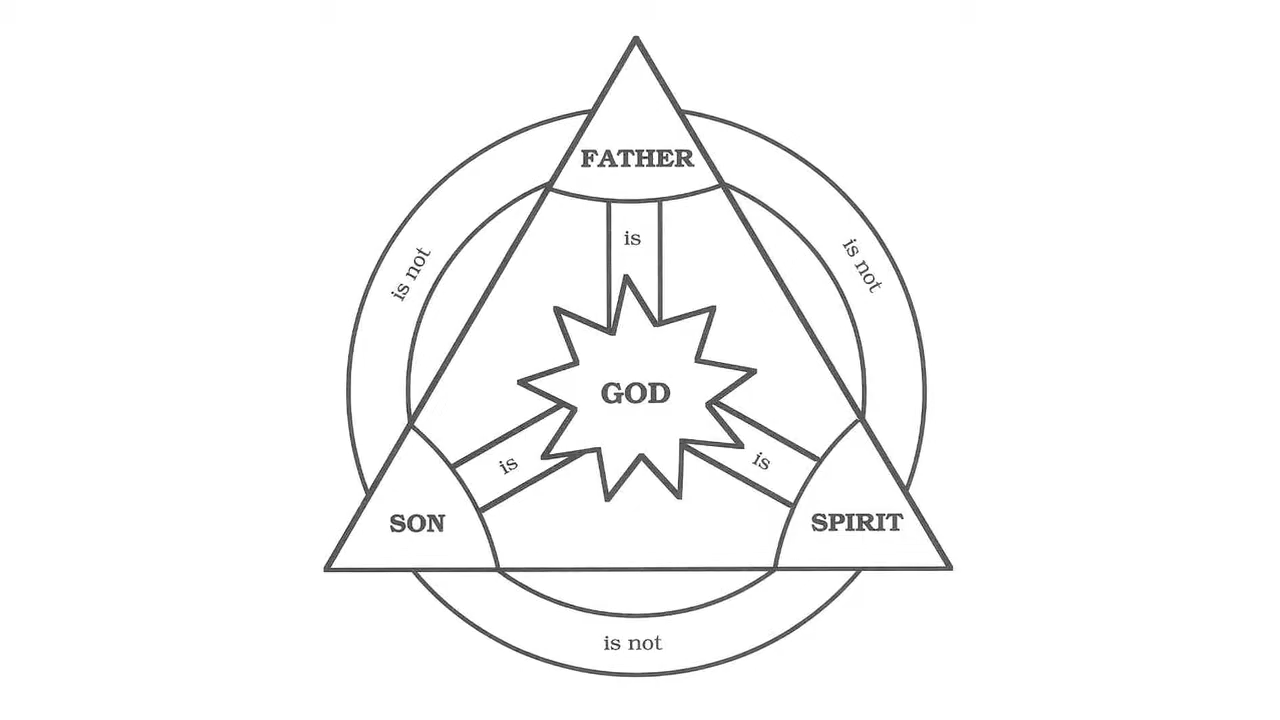 FATHER
is
is not
is not
GOD
is
is
SON
SPIRIT
is not